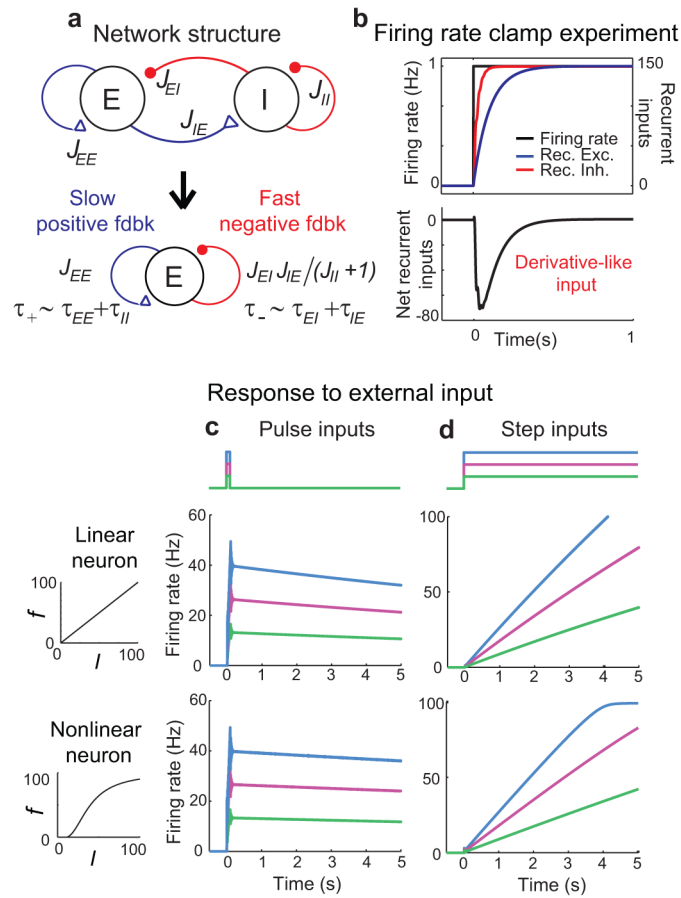 a
Network structure
E
I
J_EI
J_II
J_IE
J_EE
Slow
positive fdbk
Fast
negative fdbk
E
J_EE
J_EI J_IE/(J_II +1)
τ_+ ~ τ_EE+τ_II
τ_- ~ τ_EI + τ_IE
b
Firing rate clamp experiment
Firing rate (Hz)
1
0
150
0
Recurrent
inputs
Firing rate
Rec. Exc.
Rec. Inh.
Net recurrent
inputs
0
-80
Derivative-like
input
0
1
Time(s)
Response to external input
c
Pulse inputs
d
Step inputs
Linear
neuron
f
100
0
0
100
I
Firing rate (Hz)
60
40
20
0
0 1 2 3 4 5
100
50
0
0 1 2 3 4 5
Nonlinear
neuron
f
100
0
0
100
I
Firing rate (Hz)
60
40
20
0
0 1 2 3 4 5
Time (s)
100
50
0
0 1 2 3 4 5
Time (s)